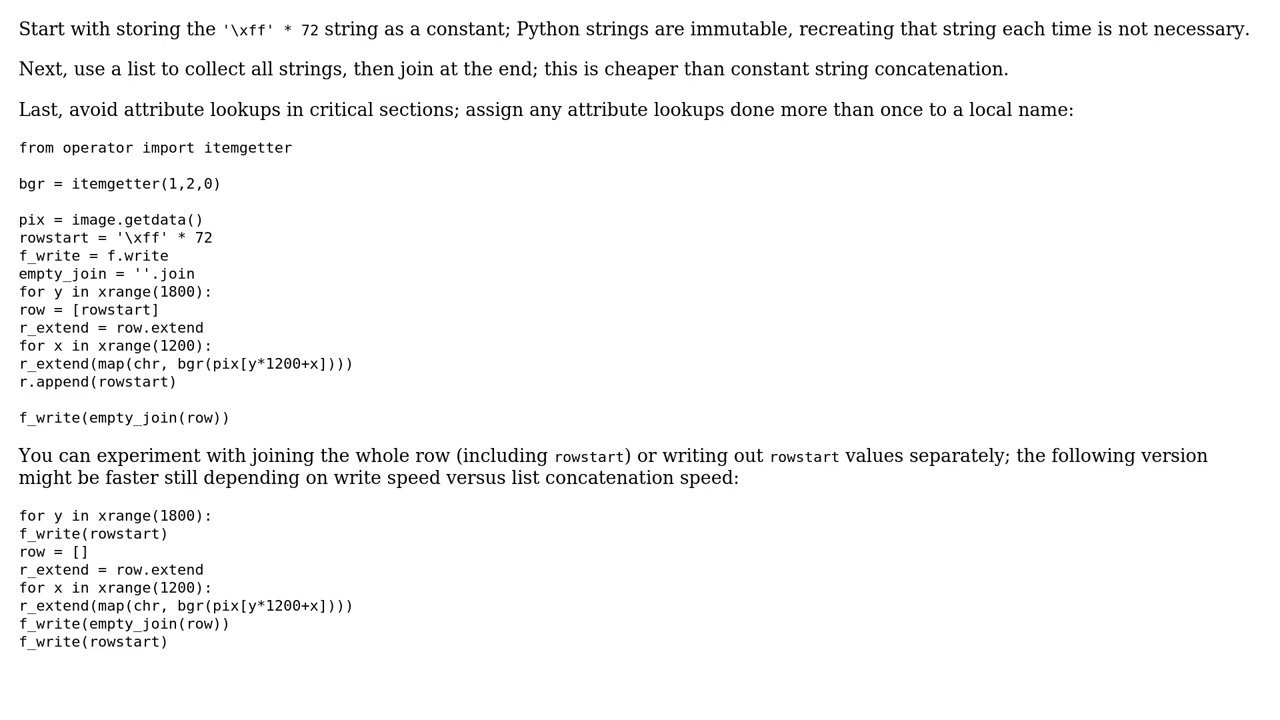 Start with storing the '\xff' * 72 string as a constant; Python strings are immutable, recreating that string each time is not necessary.
Next, use a list to collect all strings, then join at the end; this is cheaper than constant string concatenation.
Last, avoid attribute lookups in critical sections; assign any attribute lookups done more than once to a local name:
from operator import itemgetter
bgr = itemgetter(1,2,0)
pix = image.getdata()
rowstart = '\xff' * 72
f_write = f.write
empty_join = ''.join
for y in xrange(1800):
row = [rowstart]
r_extend = row.extend
for x in xrange(1200):
r_extend(map(chr, bgr(pix[y*1200+x])))
r.append(rowstart)
f_write(empty_join(row))
You can experiment with joining the whole row (including rowstart) or writing out rowstart values separately; the following version
might be faster still depending on write speed versus list concatenation speed:
for y in xrange(1800):
f_write(rowstart)
row = []
r_extend = row.extend
for x in xrange(1200):
r_extend(map(chr, bgr(pix[y*1200+x])))
f_write(empty_join(row))
f_write(rowstart)